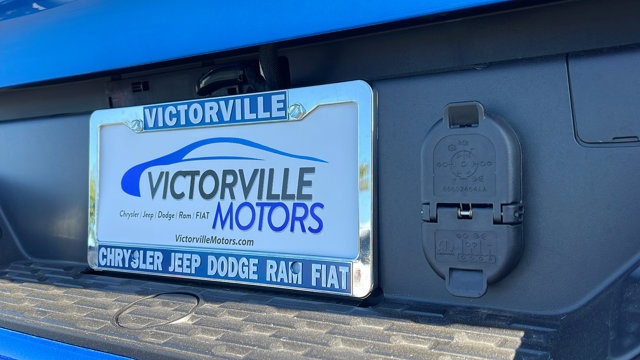 VICTORVILLE
VICTORVILLE
Chrysler | Jeep | Dodge | Ram | FIAT
MOTORS
VictorvilleMotors.com
CHRYSLER JEEP DODGE RAM FIAT